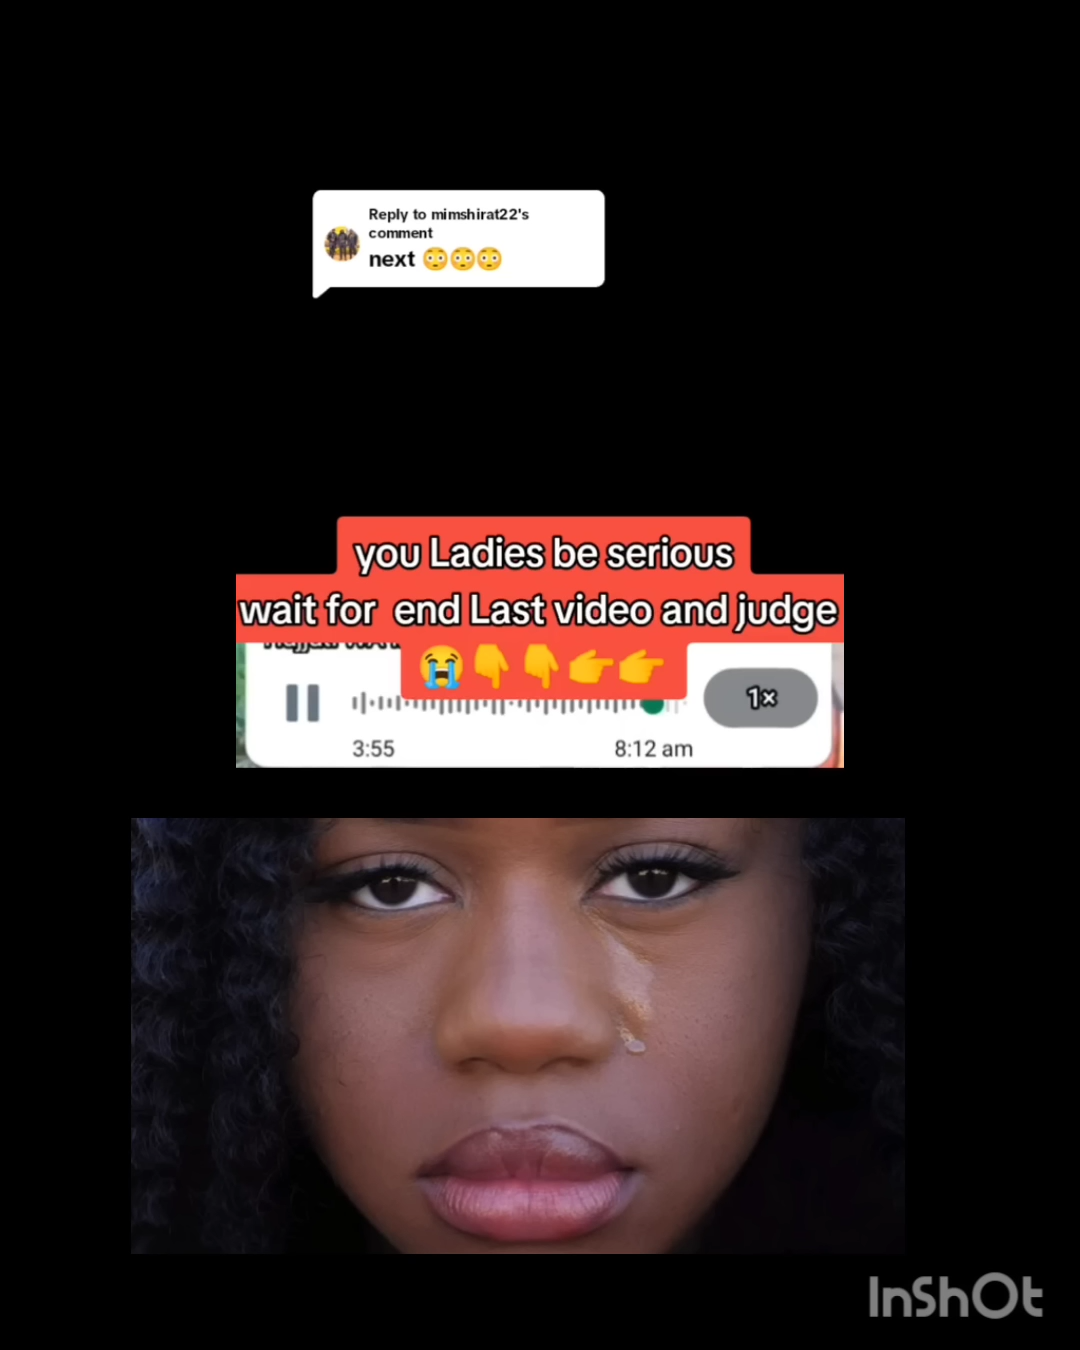 Reply to mimshirat22's
comment
next 😳😳😳
you Ladies be serious
wait for end Last video and judge
😭👇👇👉👉
1×
3:55
8:12 am
InShOt